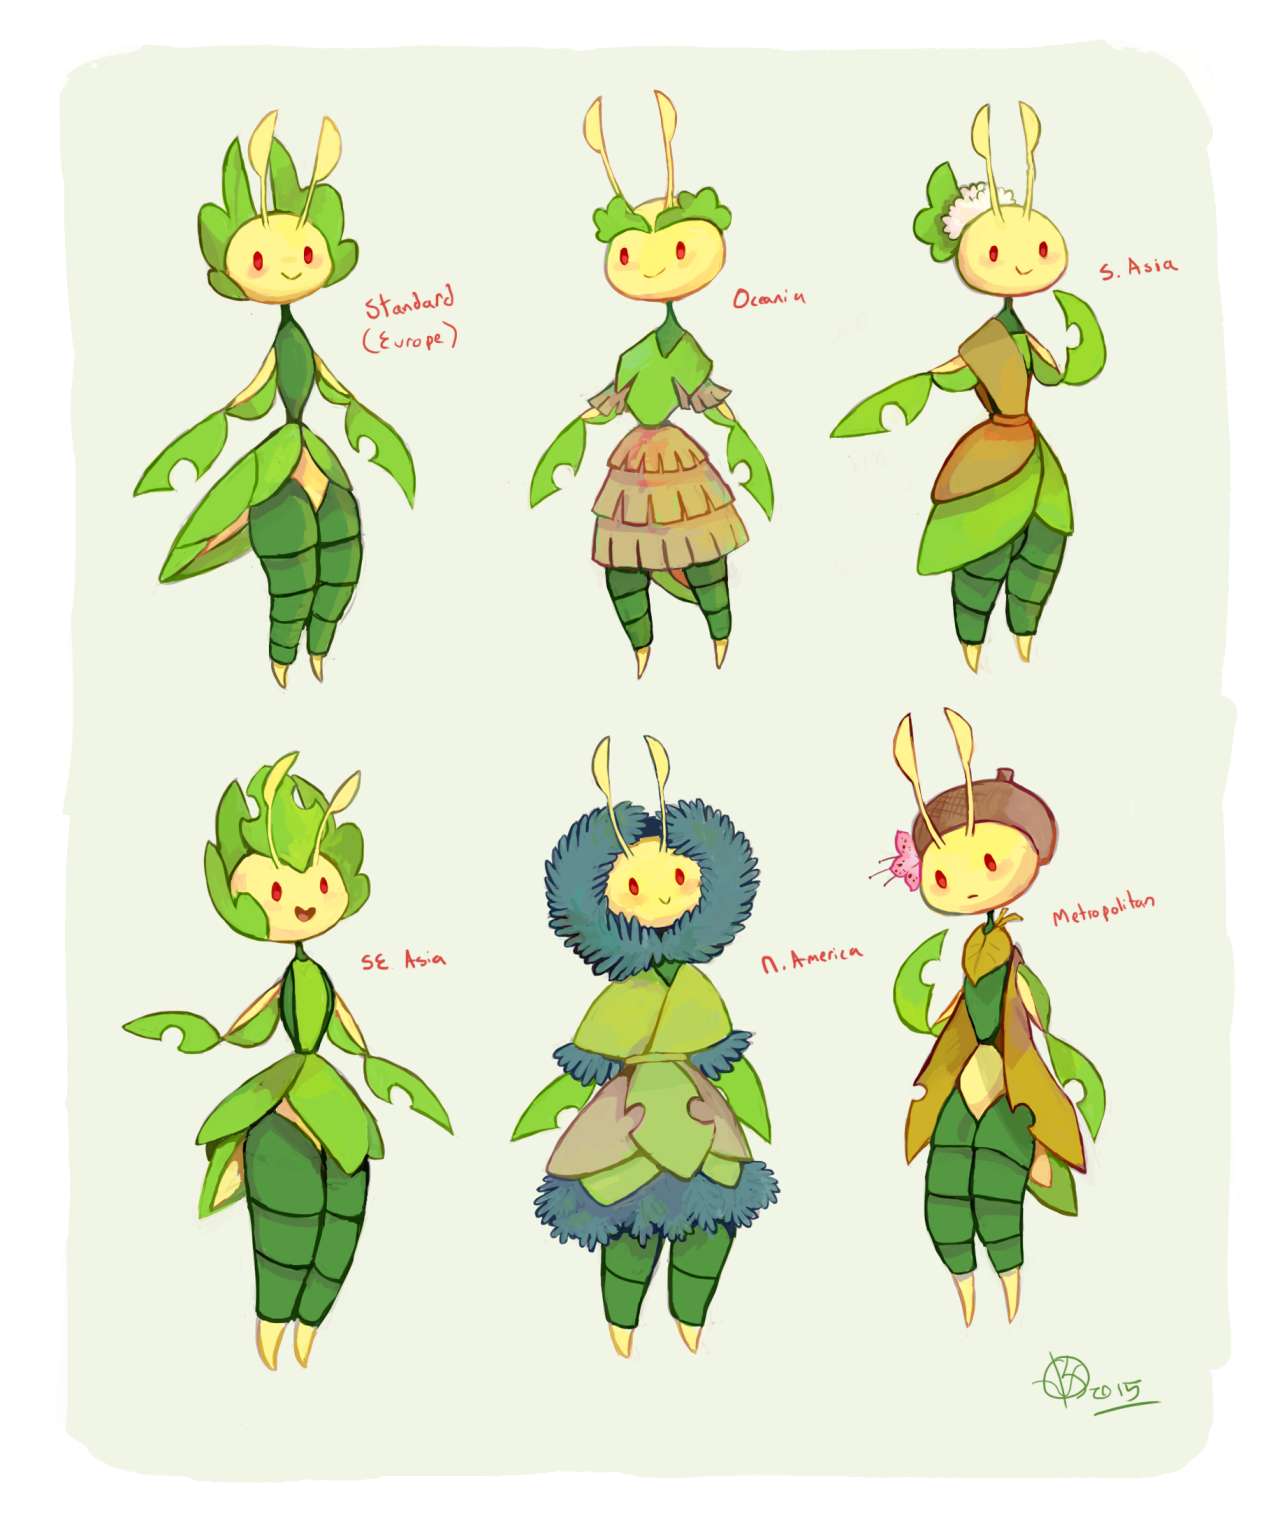 Standard
(Europe)
Oceania
S. Asia
SE. Asia
N. America
Metropolitan
2015